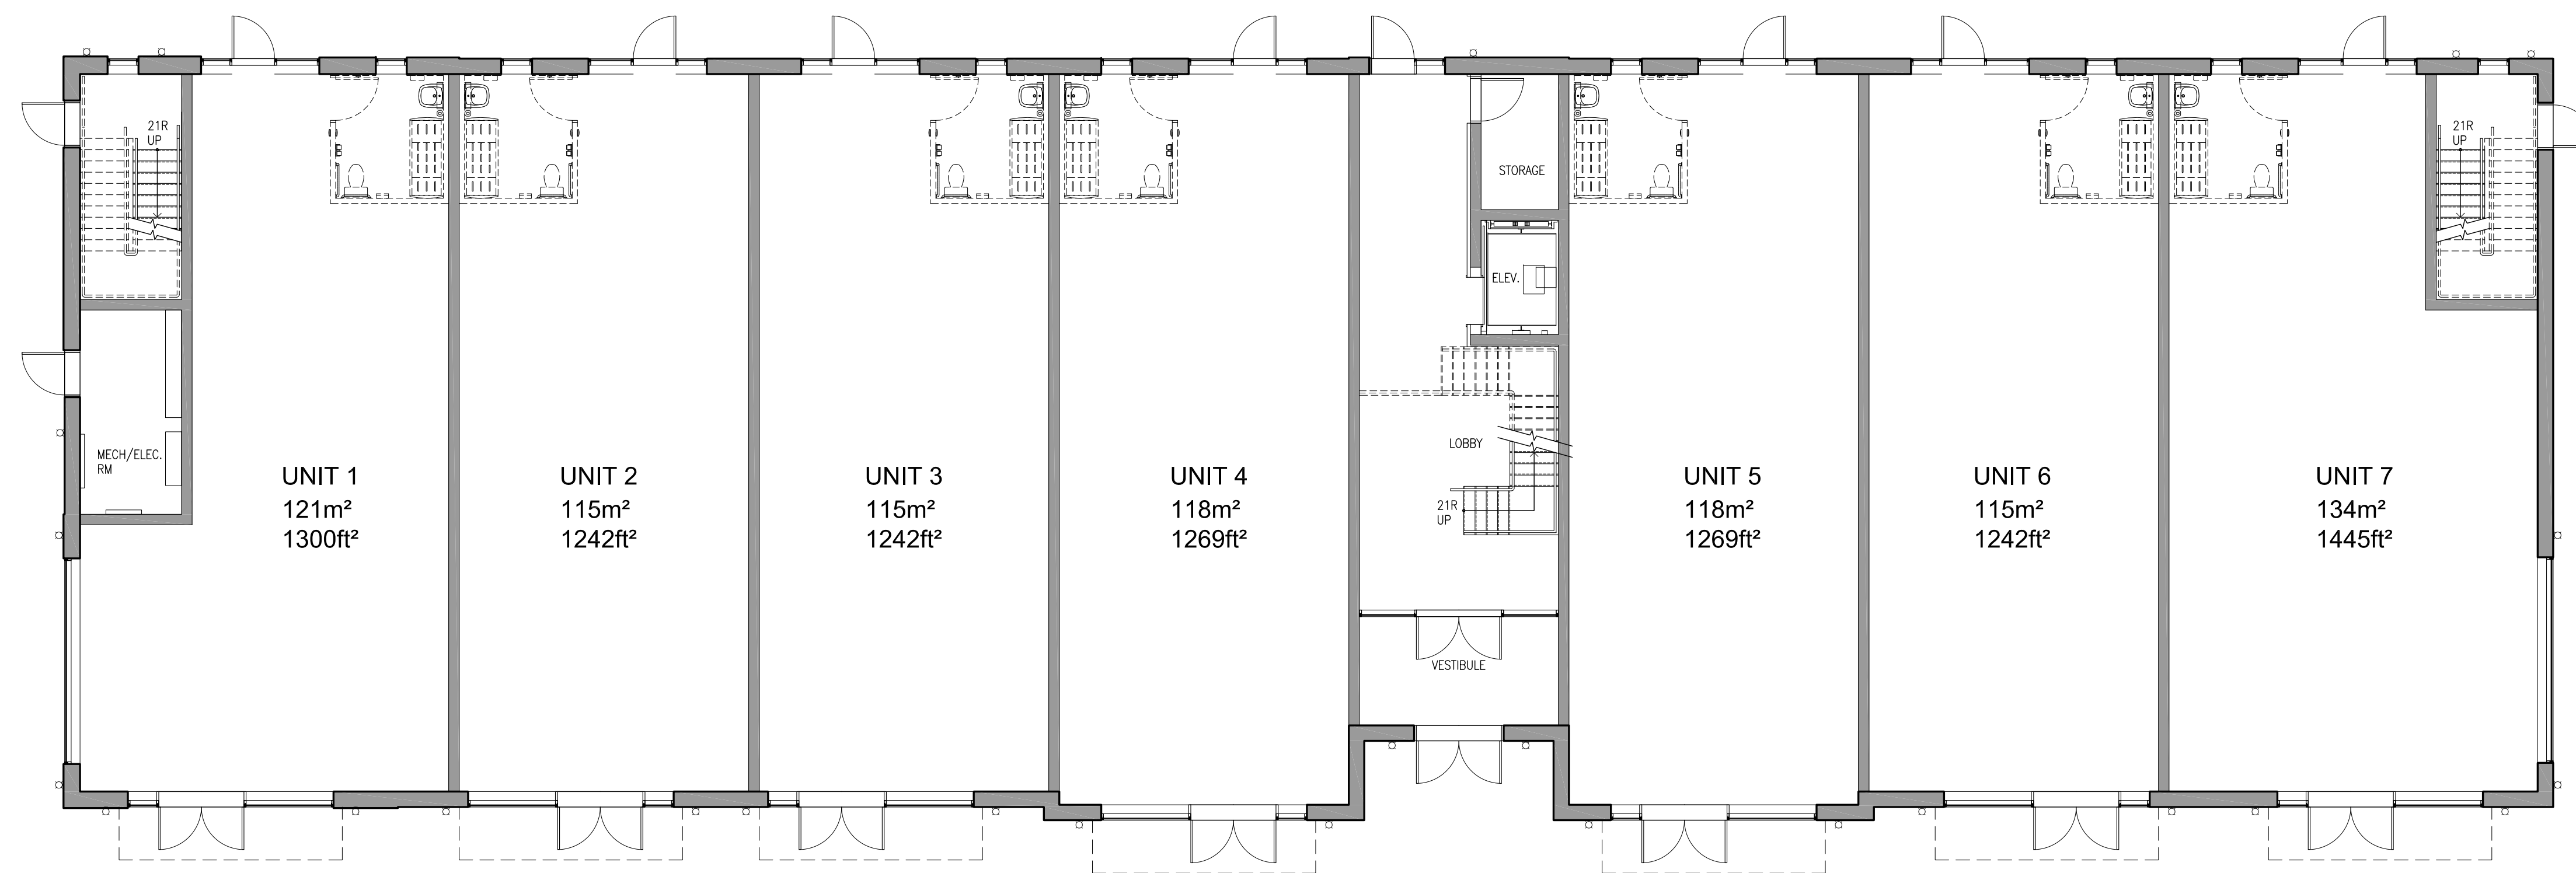 21R
UP
21R
UP
STORAGE
ELEV.
MECH/ELEC.
RM
LOBBY
21R
UP
VESTIBULE
UNIT 1
121m²
1300ft²
UNIT 2
115m²
1242ft²
UNIT 3
115m²
1242ft²
UNIT 4
118m²
1269ft²
UNIT 5
118m²
1269ft²
UNIT 6
115m²
1242ft²
UNIT 7
134m²
1445ft²